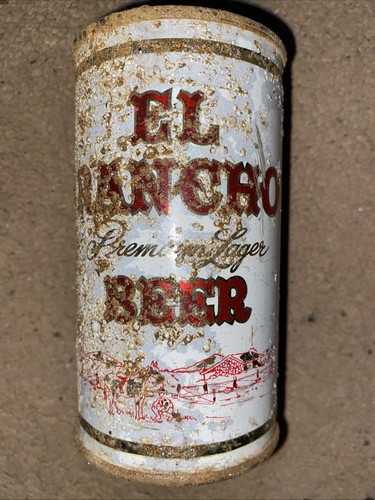 EL
RANCHO
Premium Lager
BEER